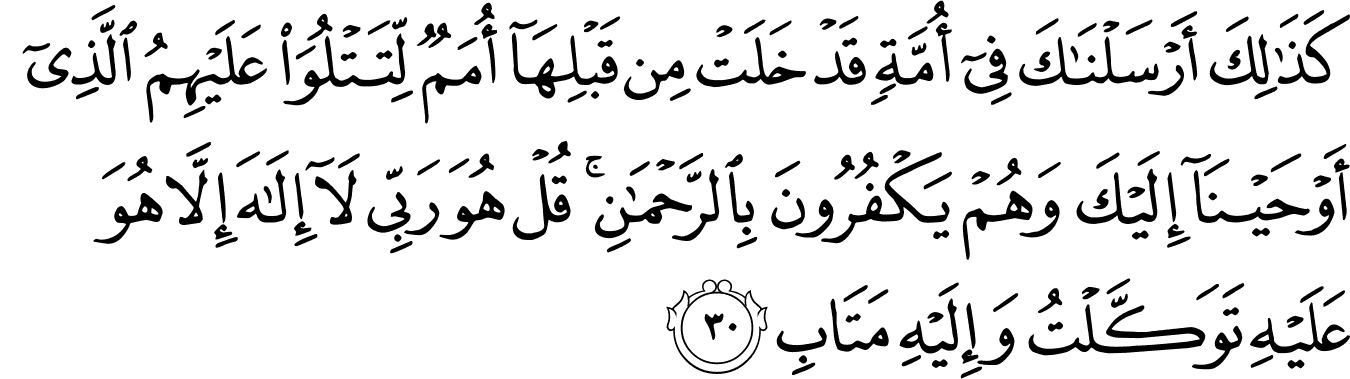 كَذَٰلِكَ أَرْسَلْنَٰكَ فِىٓ أُمَّةٍ قَدْ خَلَتْ مِن قَبْلِهَآ أُمَمٌ لِّتَتْلُوَا۟ عَلَيْهِمُ ٱلَّذِىٓ
أَوْحَيْنَآ إِلَيْكَ وَهُمْ يَكْفُرُونَ بِٱلرَّحْمَٰنِ ۚ قُلْ هُوَ رَبِّى لَآ إِلَٰهَ إِلَّا هُوَ
عَلَيْهِ تَوَكَّلْتُ وَإِلَيْهِ مَتَابِ ٣٠